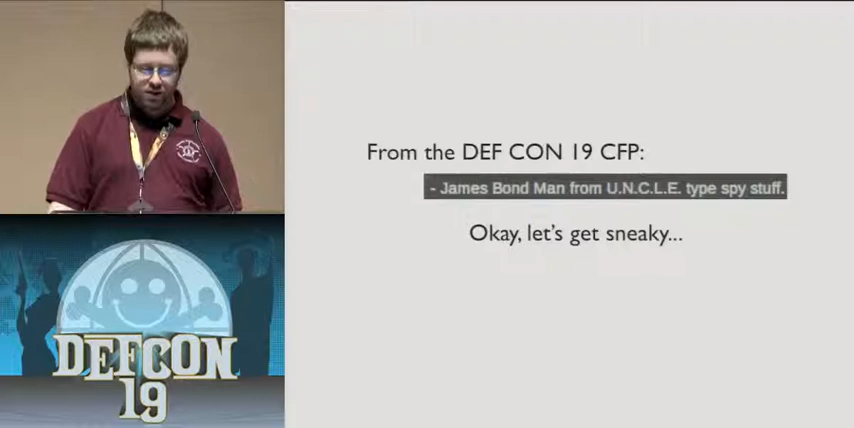 From the DEF CON 19 CFP:
- James Bond Man from U.N.C.L.E. type spy stuff.
Okay, let's get sneaky...
DEFCON
19